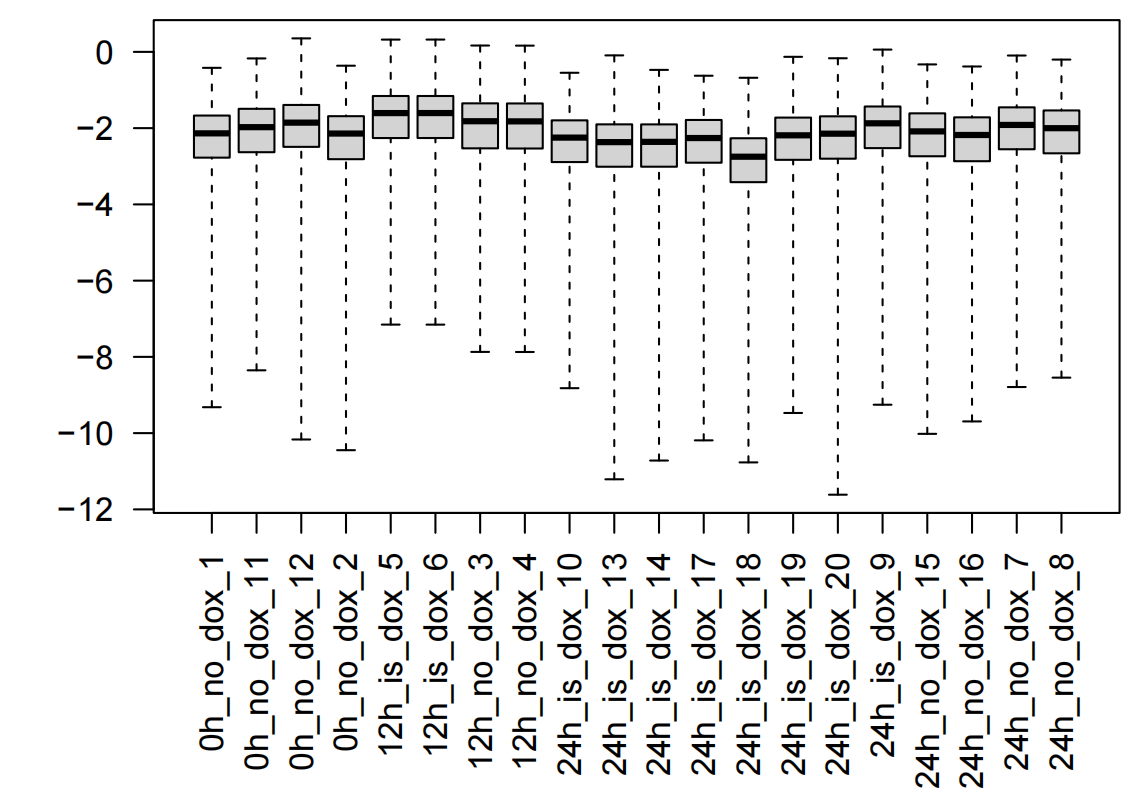 0
−2
−4
−6
−8
−10
−12
0h_no_dox_1
0h_no_dox_11
0h_no_dox_12
0h_no_dox_2
12h_is_dox_5
12h_is_dox_6
12h_no_dox_3
12h_no_dox_4
24h_is_dox_10
24h_is_dox_13
24h_is_dox_14
24h_is_dox_17
24h_is_dox_18
24h_is_dox_19
24h_is_dox_20
24h_is_dox_9
24h_no_dox_15
24h_no_dox_16
24h_no_dox_7
24h_no_dox_8